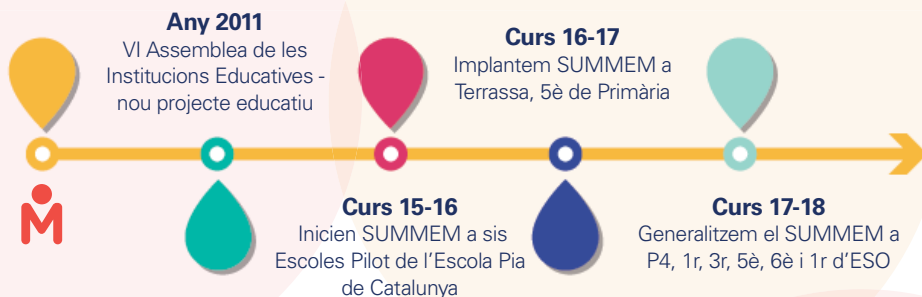 Any 2011
VI Assemblea de les
Institucions Educatives -
nou projecte educatiu
Curs 15-16
Inicien SUMMEM a sis
Escoles Pilot de l'Escola Pia
de Catalunya
Curs 16-17
Implantem SUMMEM a
Terrassa, 5è de Primària
Curs 17-18
Generalitzem el SUMMEM a
P4, 1r, 3r, 5è, 6è i 1r d'ESO